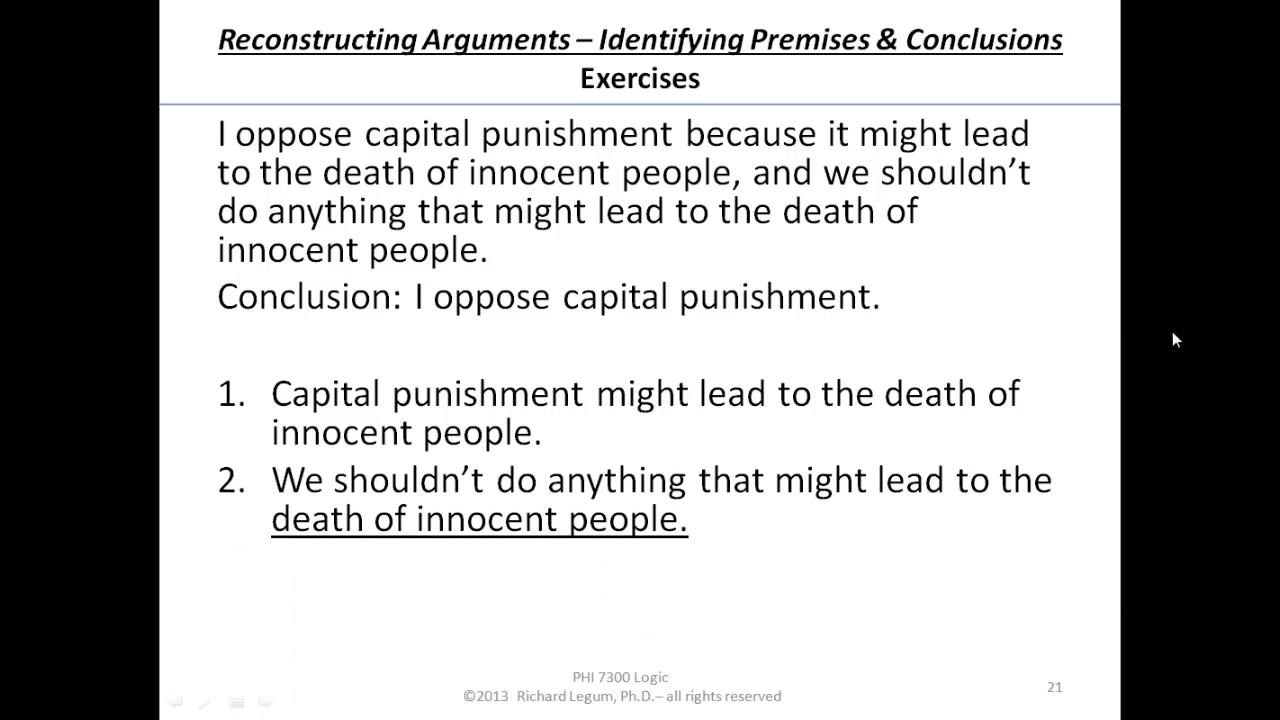 Reconstructing Arguments – Identifying Premises & Conclusions
Exercises
I oppose capital punishment because it might lead
to the death of innocent people, and we shouldn’t
do anything that might lead to the death of
innocent people.
Conclusion: I oppose capital punishment.
1. Capital punishment might lead to the death of
innocent people.
2. We shouldn’t do anything that might lead to the
death of innocent people.
PHI 7300 Logic
©2013 Richard Legum, Ph.D.– all rights reserved
21